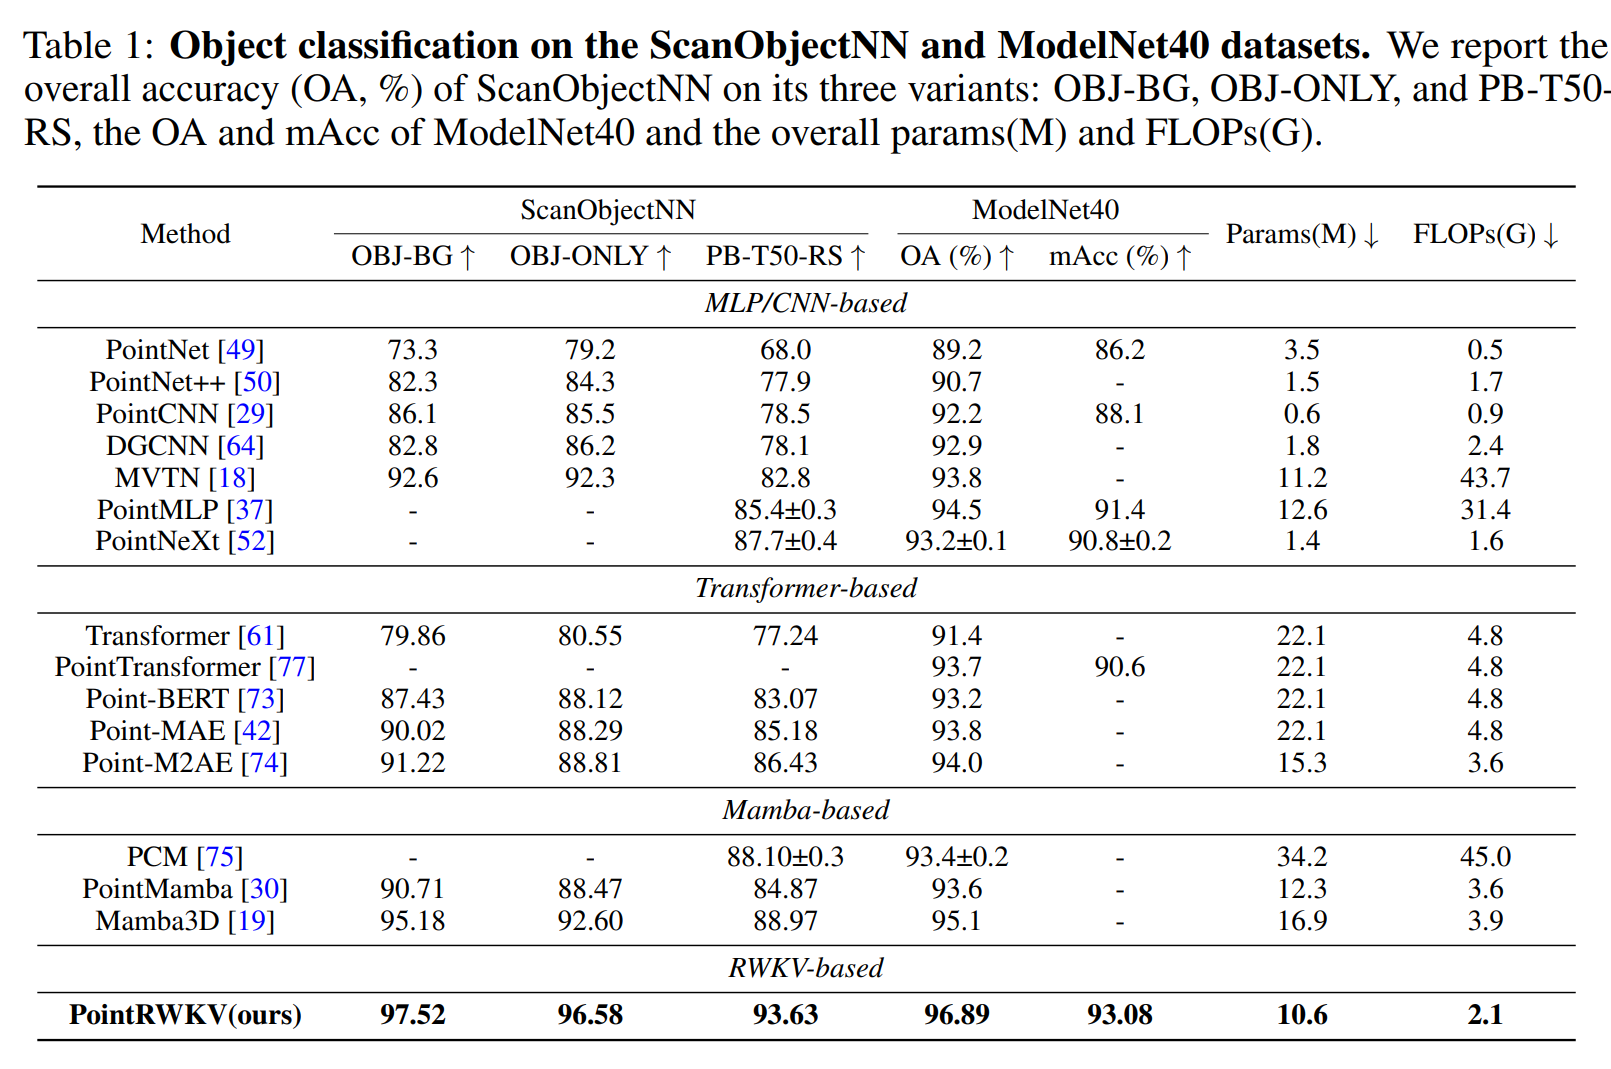 Table 1: Object classification on the ScanObjectNN and ModelNet40 datasets. We report the
overall accuracy (OA, %) of ScanObjectNN on its three variants: OBJ-BG, OBJ-ONLY, and PB-T50-
RS, the OA and mAcc of ModelNet40 and the overall params(M) and FLOPs(G).
Method ScanObjectNN ModelNet40 Params(M) ↓ FLOPs(G) ↓
OBJ-BG ↑ OBJ-ONLY ↑ PB-T50-RS ↑ OA (%) ↑ mAcc (%) ↑
MLP/CNN-based
PointNet [49] 73.3 79.2 68.0 89.2 86.2 3.5 0.5
PointNet++ [50] 82.3 84.3 77.9 90.7 - 1.5 1.7
PointCNN [29] 86.1 85.5 78.5 92.2 88.1 0.6 0.9
DGCNN [64] 82.8 86.2 78.1 92.9 - 1.8 2.4
MVTN [18] 92.6 92.3 82.8 93.8 - 11.2 43.7
PointMLP [37] - - 85.4±0.3 94.5 91.4 12.6 31.4
PointNeXt [52] - - 87.7±0.4 93.2±0.1 90.8±0.2 1.4 1.6
Transformer-based
Transformer [61] 79.86 80.55 77.24 91.4 - 22.1 4.8
PointTransformer [77] - - - 93.7 90.6 22.1 4.8
Point-BERT [73] 87.43 88.12 83.07 93.2 - 22.1 4.8
Point-MAE [42] 90.02 88.29 85.18 93.8 - 22.1 4.8
Point-M2AE [74] 91.22 88.81 86.43 94.0 - 15.3 3.6
Mamba-based
PCM [75] - - 88.10±0.3 93.4±0.2 - 34.2 45.0
PointMamba [30] 90.71 88.47 84.87 93.6 - 12.3 3.6
Mamba3D [19] 95.18 92.60 88.97 95.1 - 16.9 3.9
RWKV-based
PointRWKV(ours) 97.52 96.58 93.63 96.89 93.08 10.6 2.1